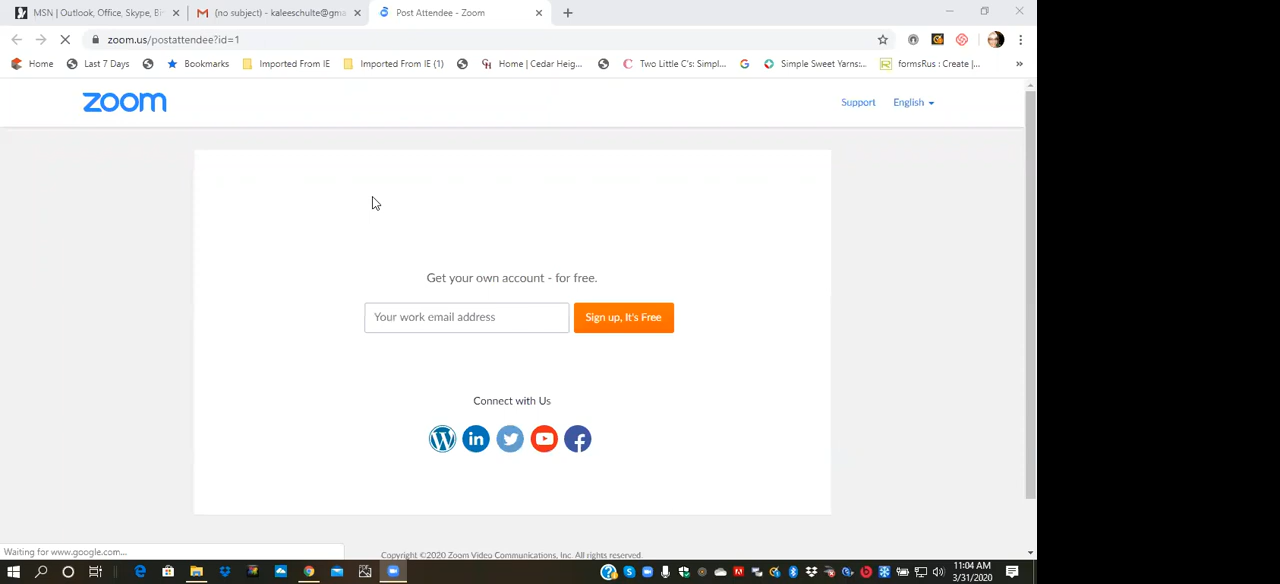 MSN | Outlook, Office, Skype, Bi
(no subject) - kaleeschulte@gma
Post Attendee - Zoom
zoom.us/postattendee?id=1
Home
Last 7 Days
Bookmarks
Imported From IE
Imported From IE (1)
Home | Cedar Heig...
Two Little C's: Simpl...
Simple Sweet Yarns:...
formsRus : Create |...
»
zoom
Support
English
Get your own account - for free.
Your work email address
Sign up, It's Free
Connect with Us
Waiting for www.google.com...
Copyright ©2020 Zoom Video Communications, Inc. All rights reserved.
11:04 AM
3/31/2020